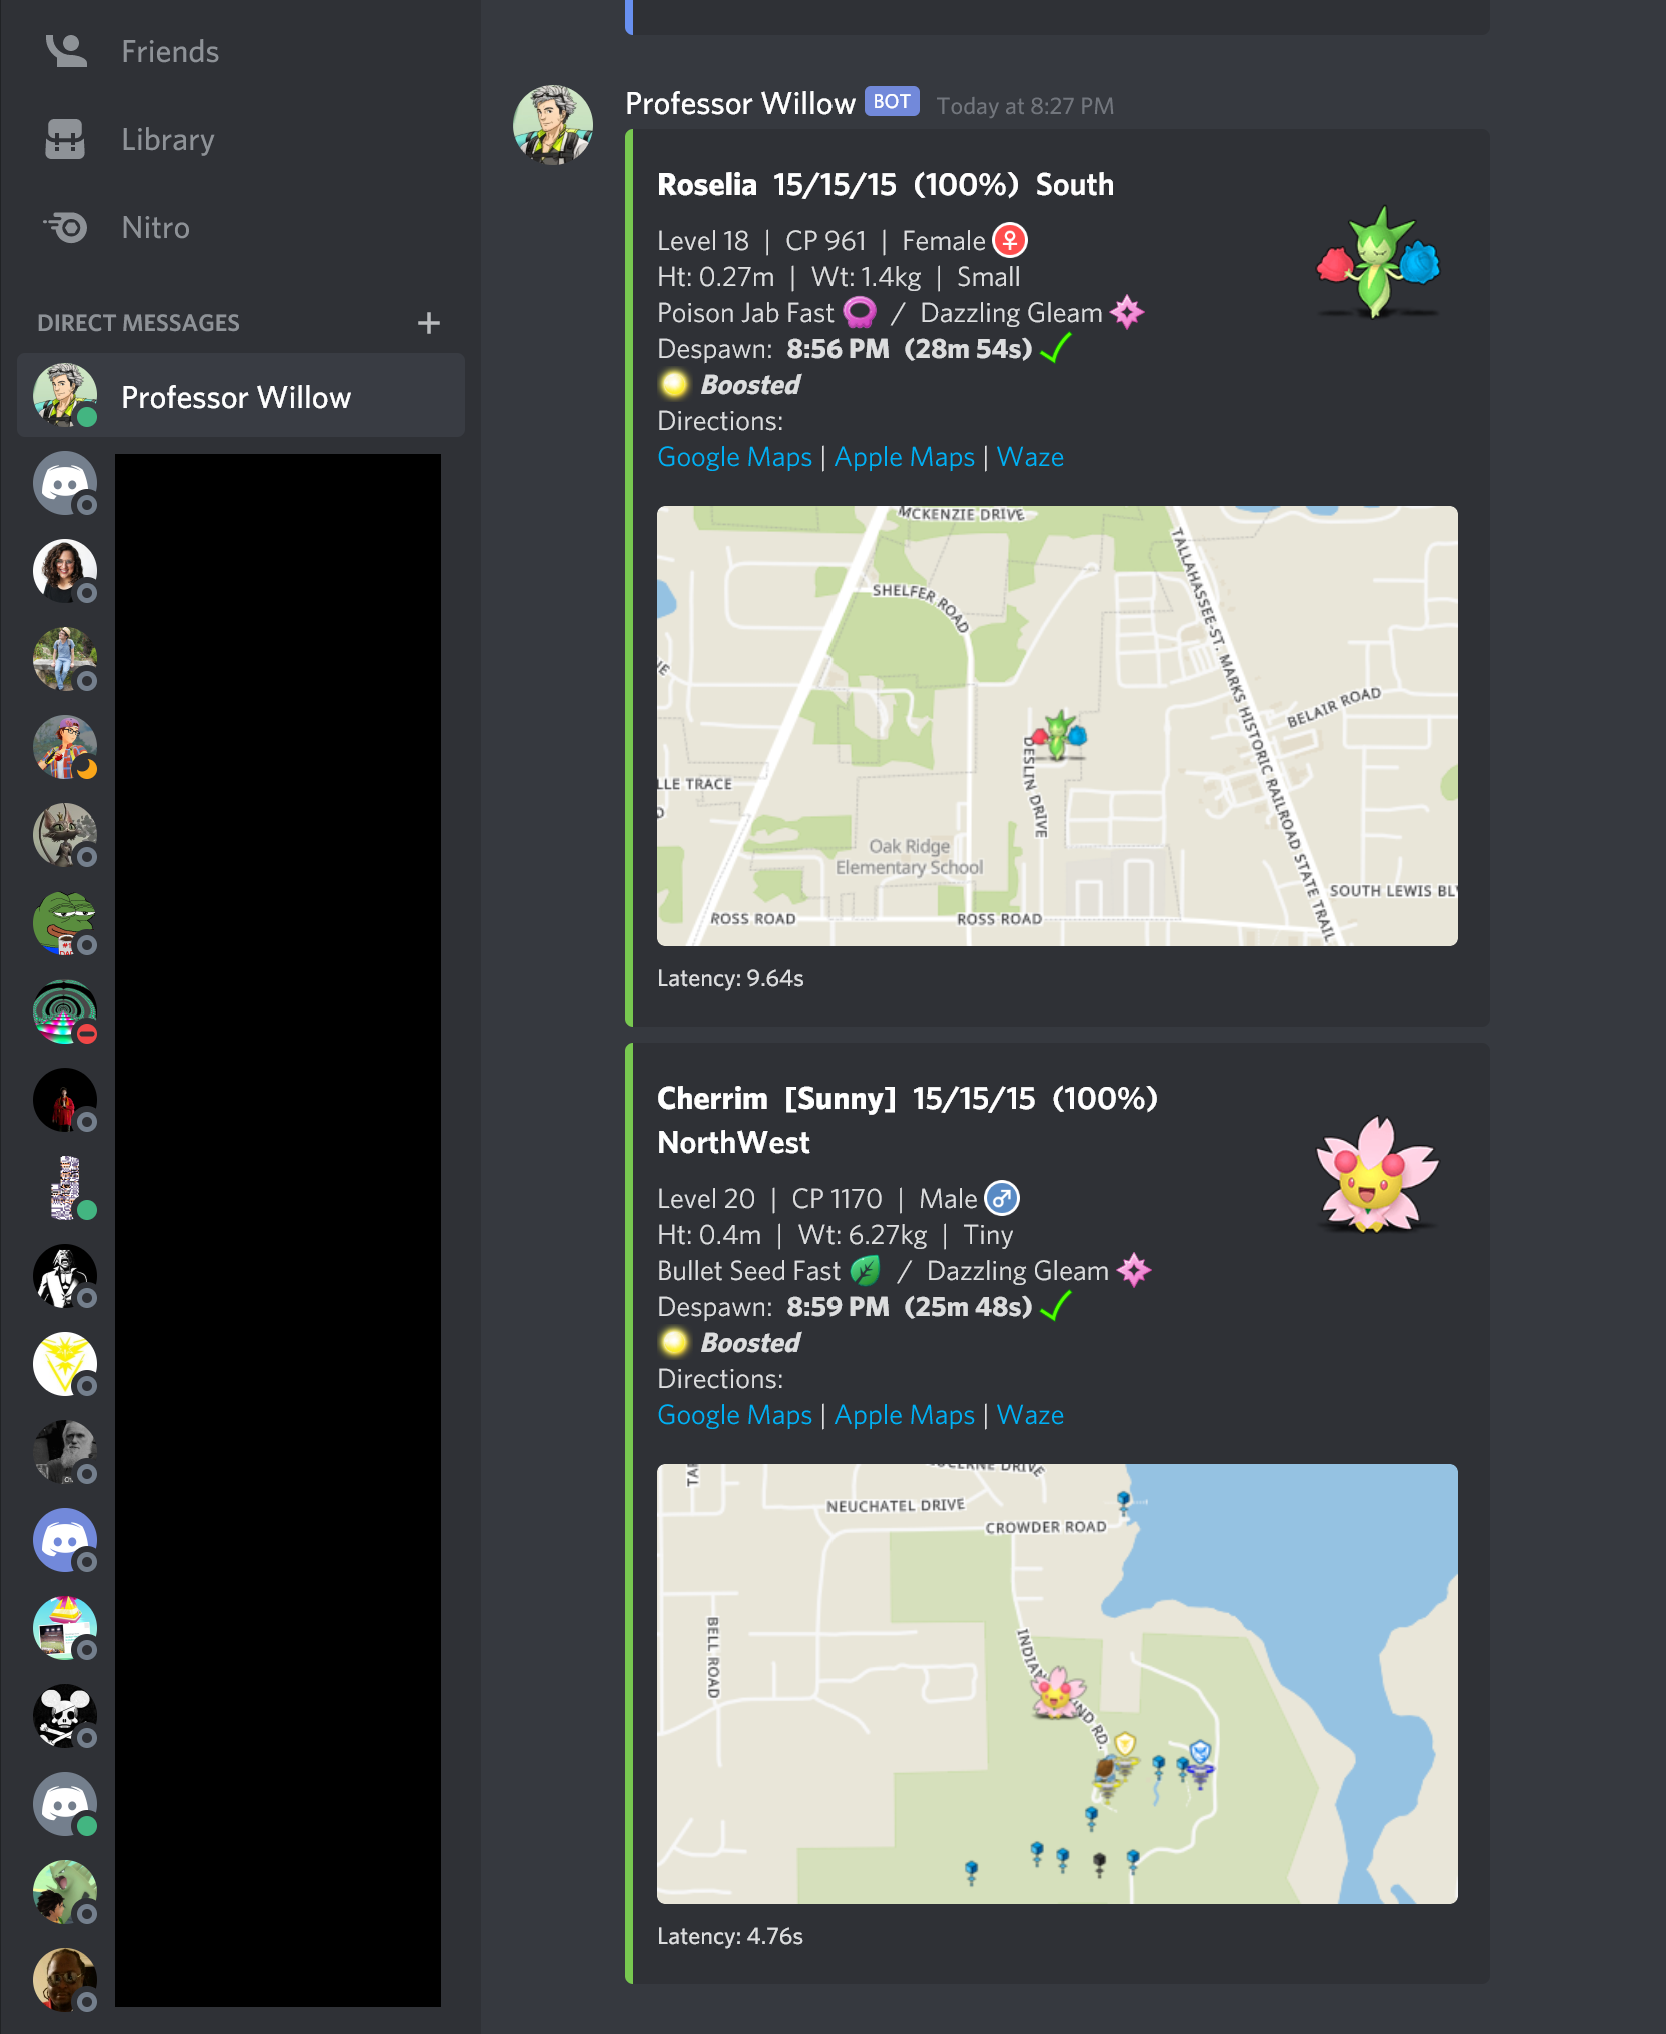 Friends
Library
Nitro
DIRECT MESSAGES
Professor Willow
Professor Willow BOT Today at 8:27 PM
Roselia 15/15/15 (100%) South
Level 18 | CP 961 | Female
Ht: 0.27m | Wt: 1.4kg | Small
Poison Jab Fast / Dazzling Gleam
Despawn: 8:56 PM (28m 54s)
Boosted
Directions:
Google Maps | Apple Maps | Waze
MCKENZIE DRIVE
SHELFER ROAD
TALLAHASSEE-ST. MARKS HISTORIC RAILROAD STATE TRAIL
BELAIR ROAD
DESLIN DRIVE
LLE TRACE
Oak Ridge
Elementary School
SOUTH LEWIS BL
ROSS ROAD
ROSS ROAD
Latency: 9.64s
Cherrim [Sunny] 15/15/15 (100%)
NorthWest
Level 20 | CP 1170 | Male
Ht: 0.4m | Wt: 6.27kg | Tiny
Bullet Seed Fast / Dazzling Gleam
Despawn: 8:59 PM (25m 48s)
Boosted
Directions:
Google Maps | Apple Maps | Waze
NEUCHATEL DRIVE
CROWDER ROAD
BELL ROAD
INDIAN
ND RD.
Latency: 4.76s